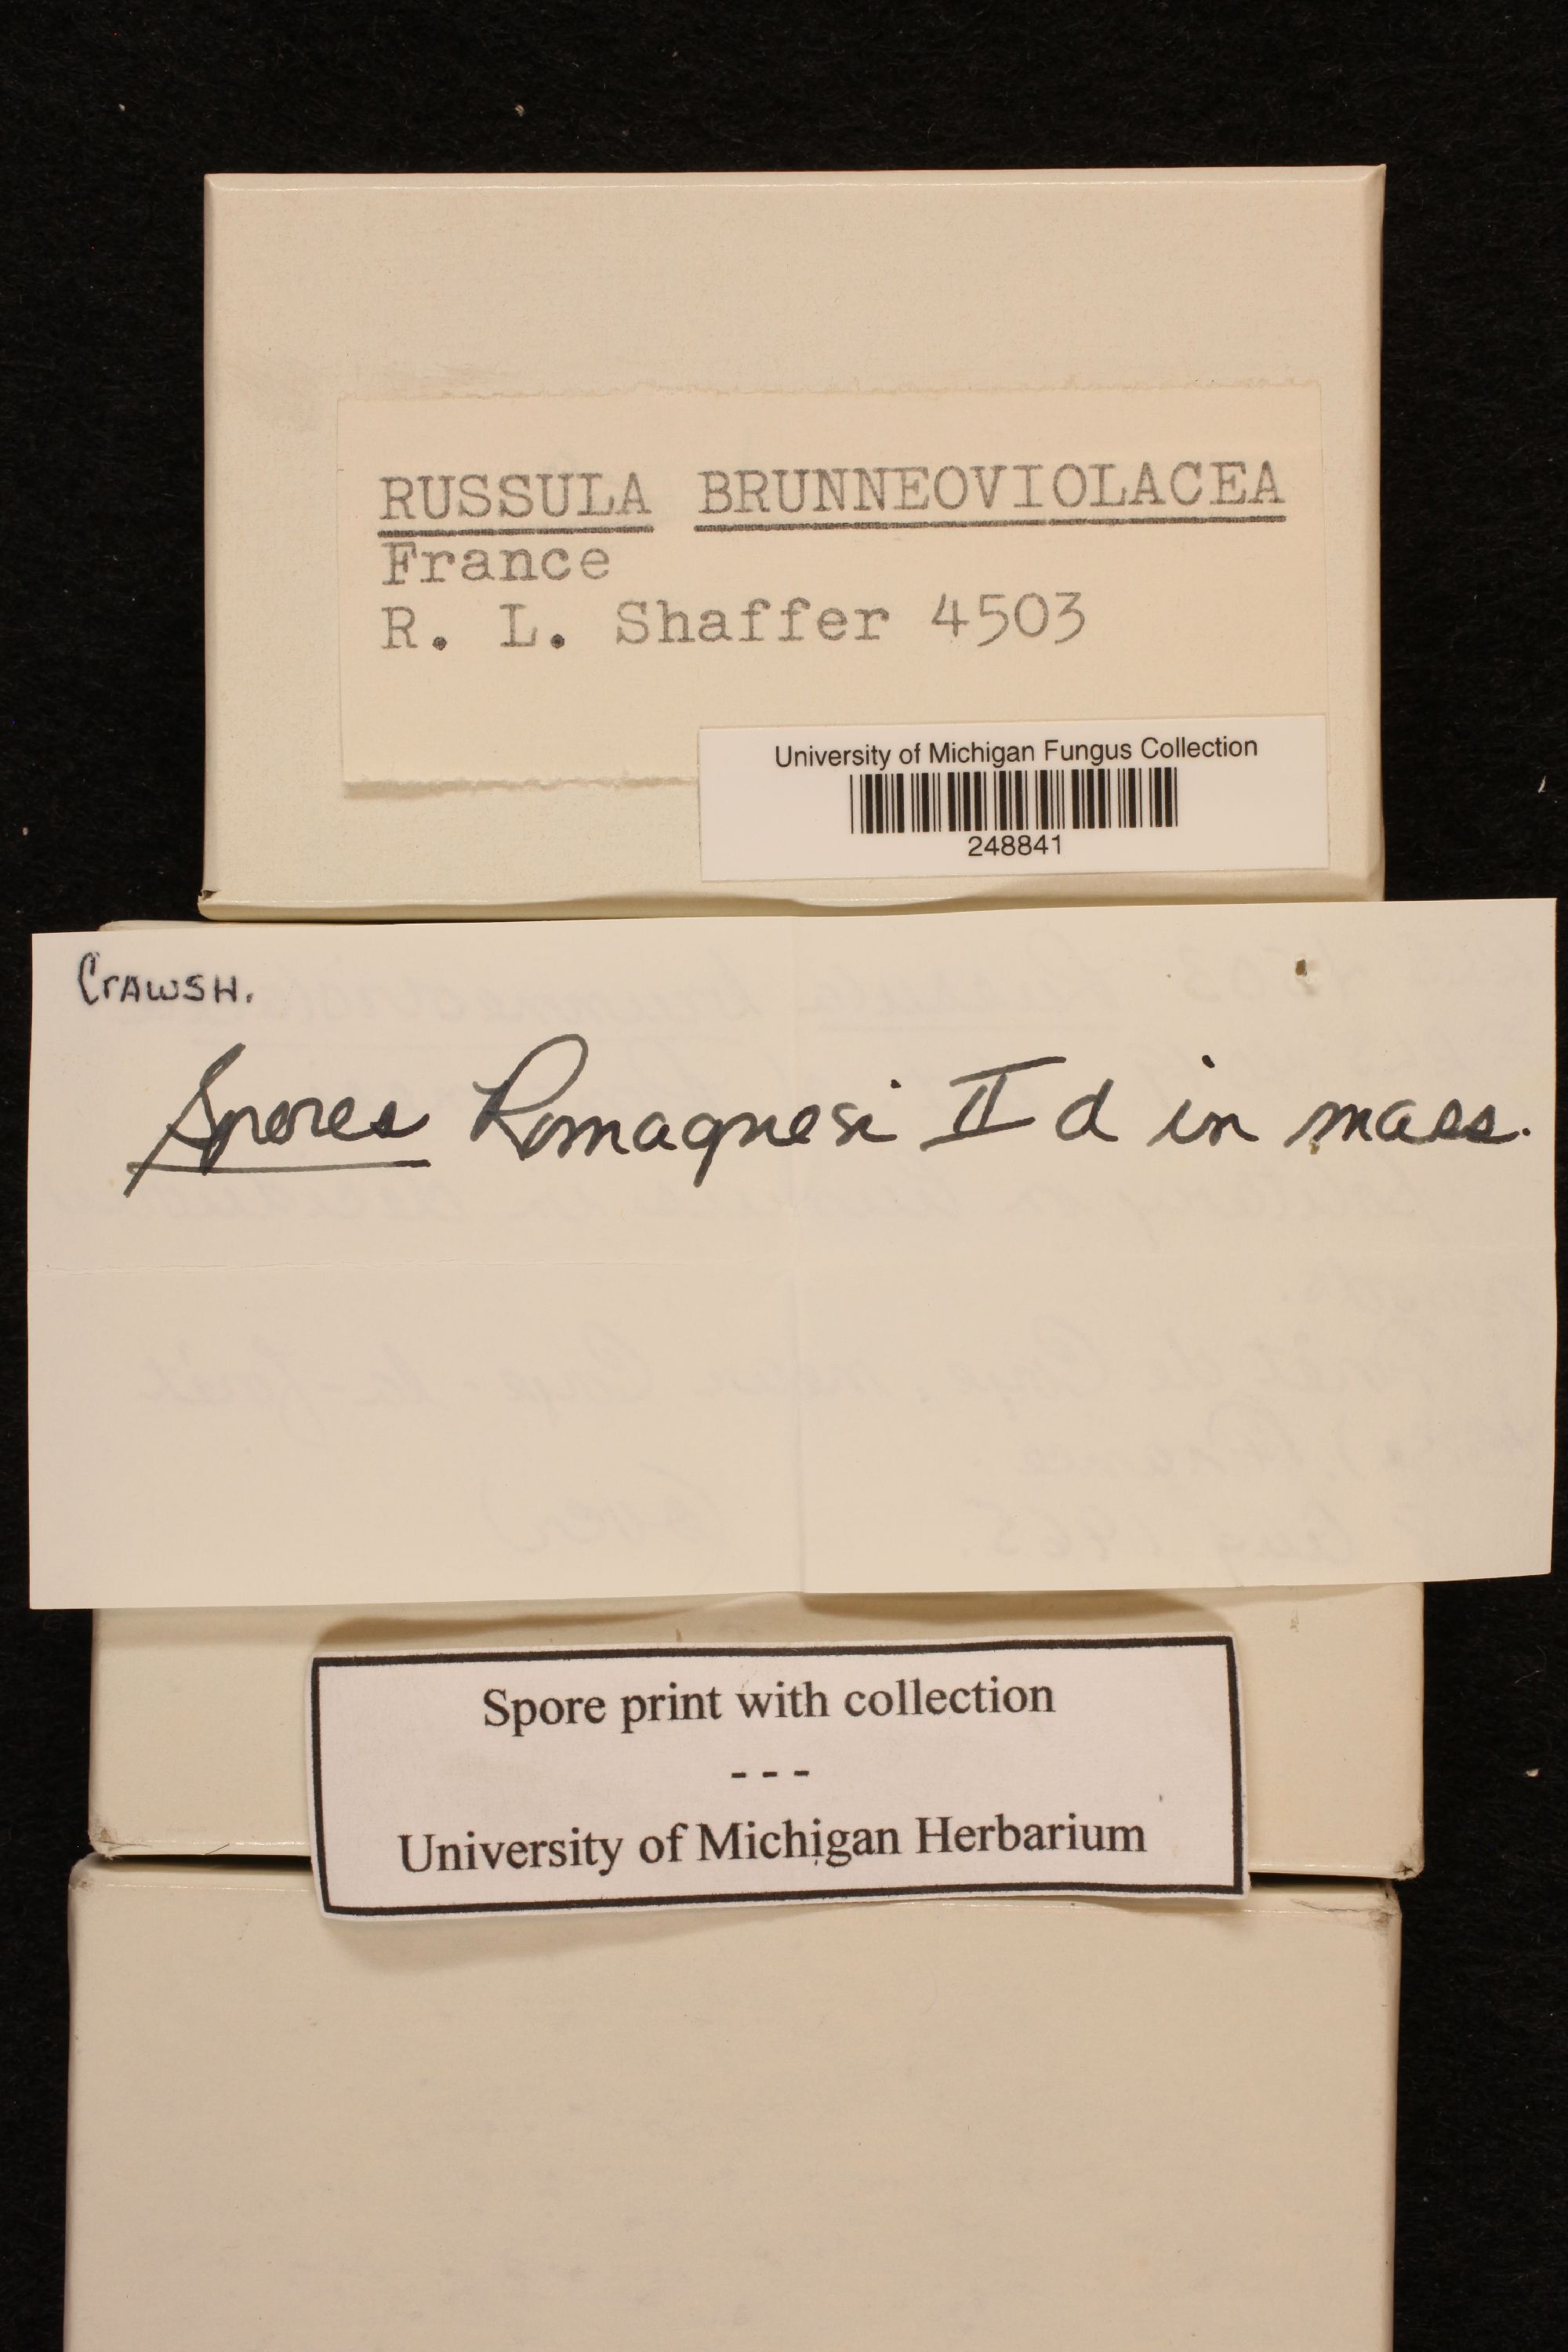 RUSSULA BRUNNEOVIOLACEA
France
R. L. Shaffer 4503
University of Michigan Fungus Collection
248841
CrAWSH.
Spores Romagnesi II d in mass.
Spore print with collection
---
University of Michigan Herbarium